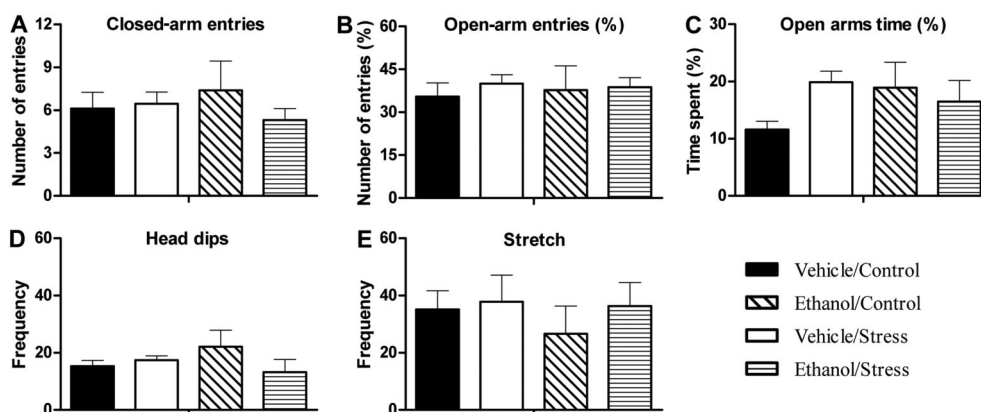 A Closed-arm entries
Number of entries
12
9
6
3
0
B Open-arm entries (%)
Number of entries (%)
60
45
30
15
0
C Open arms time (%)
Time spent (%)
30
20
10
0
D Head dips
Frequency
60
40
20
0
E Stretch
Frequency
60
40
20
0
Vehicle/Control
Ethanol/Control
Vehicle/Stress
Ethanol/Stress